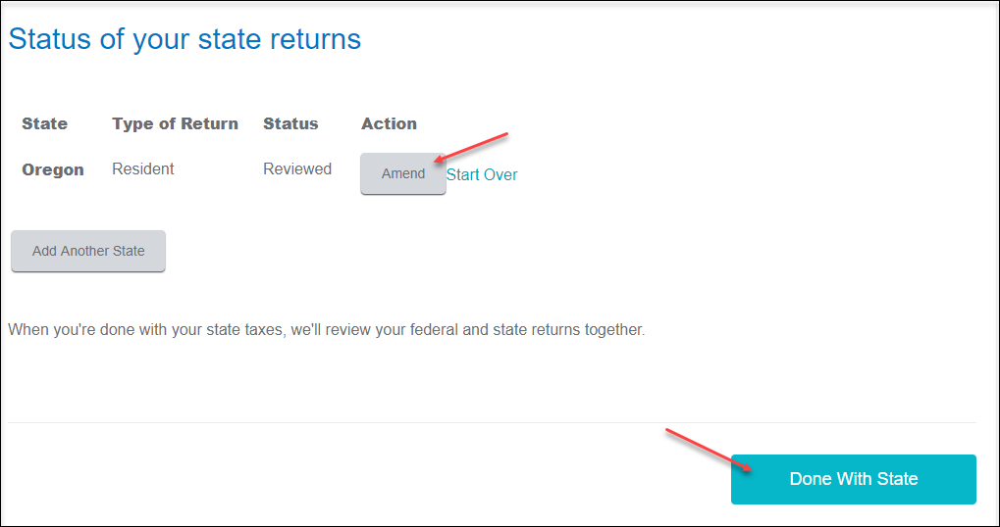 Status of your state returns
State Type of Return Status Action
Oregon Resident Reviewed Amend Start Over
Add Another State
When you're done with your state taxes, we'll review your federal and state returns together.
Done With State